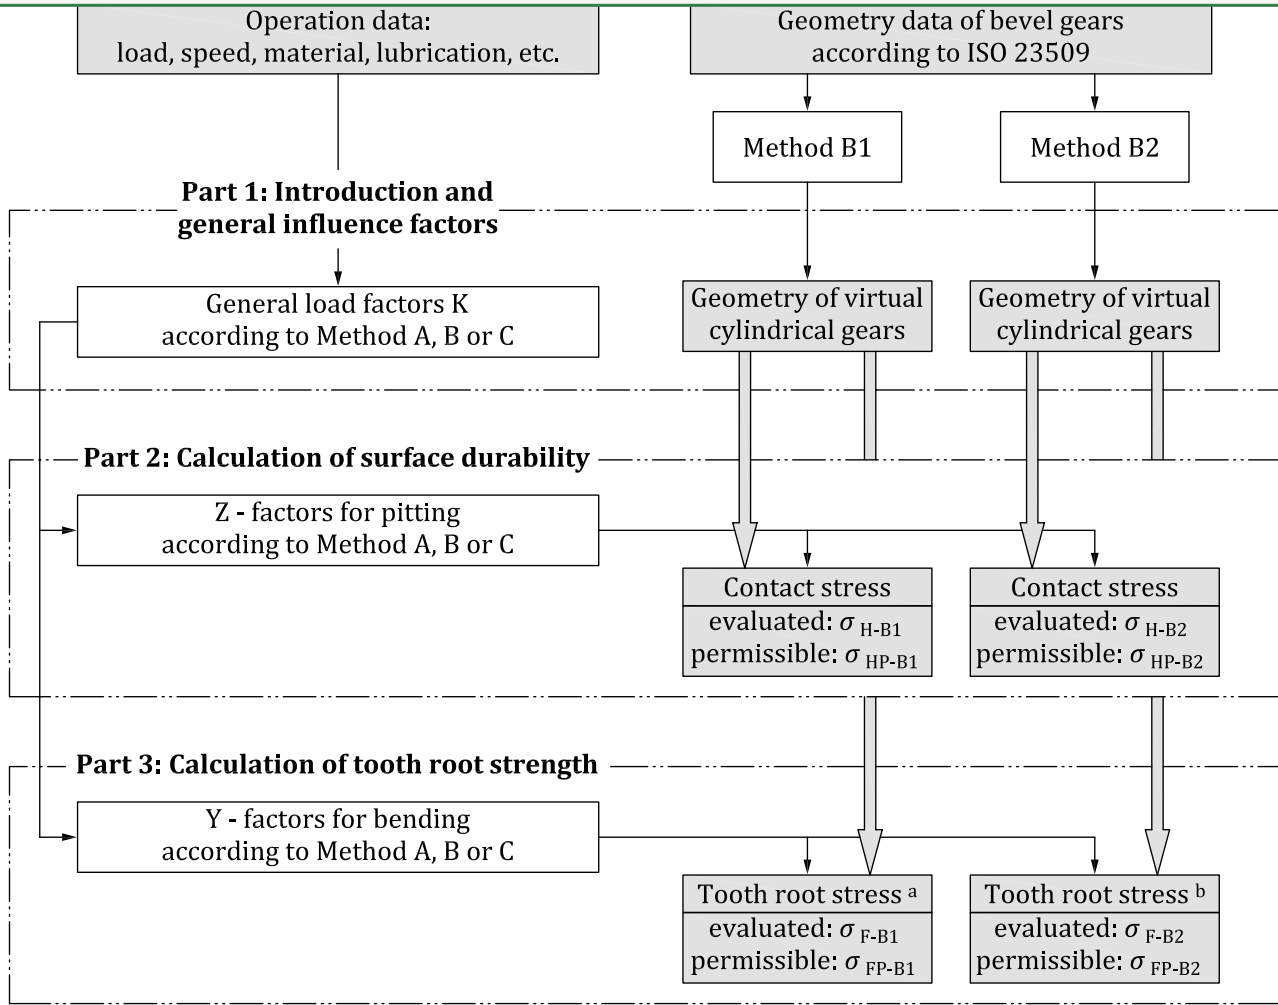 Operation data:
load, speed, material, lubrication, etc.
Geometry data of bevel gears
according to ISO 23509
Method B1
Method B2
Part 1: Introduction and
general influence factors
General load factors K
according to Method A, B or C
Geometry of virtual
cylindrical gears
Geometry of virtual
cylindrical gears
Part 2: Calculation of surface durability
Z - factors for pitting
according to Method A, B or C
Contact stress
evaluated: σ H-B1
permissible: σ HP-B1
Contact stress
evaluated: σ H-B2
permissible: σ HP-B2
Part 3: Calculation of tooth root strength
Y - factors for bending
according to Method A, B or C
Tooth root stress a
evaluated: σ F-B1
permissible: σ FP-B1
Tooth root stress b
evaluated: σ F-B2
permissible: σ FP-B2